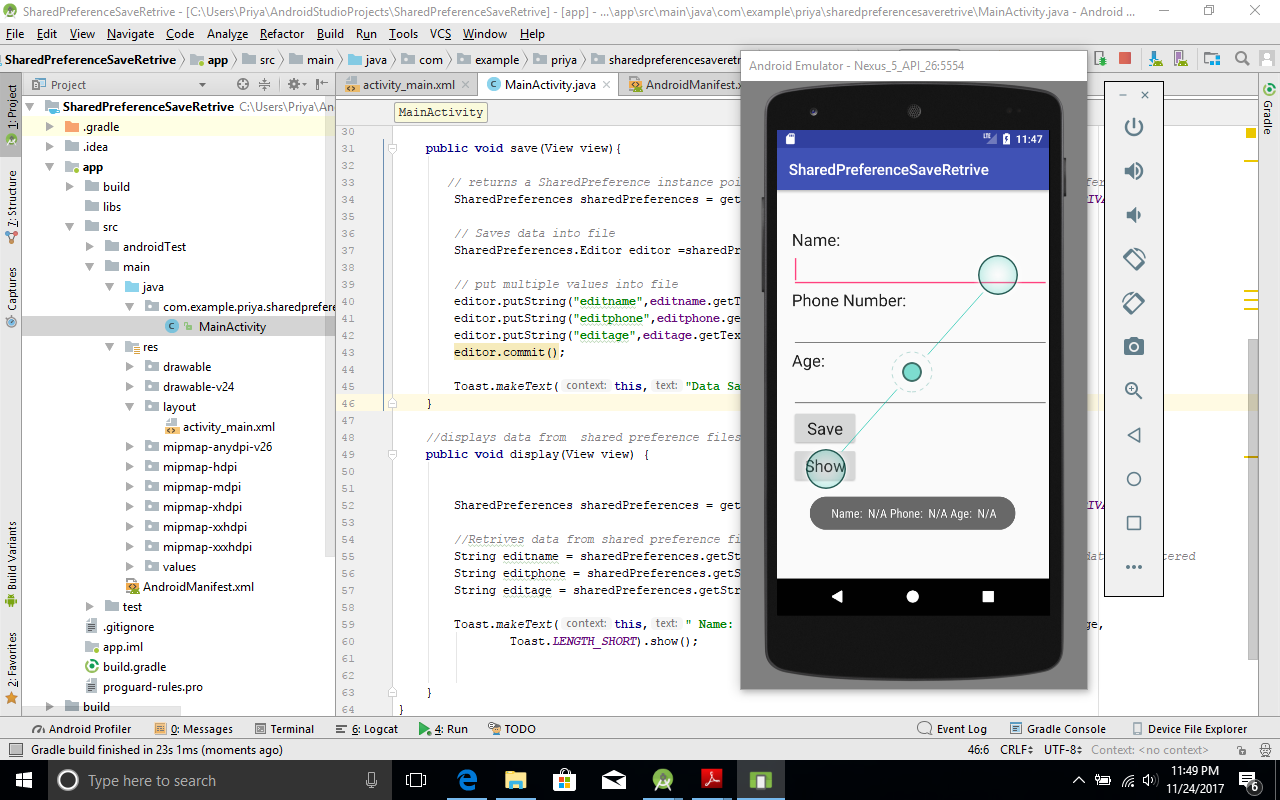 SharedPreferenceSaveRetrive - [C:\Users\Priya\AndroidStudioProjects\SharedPreferenceSaveRetrive] - [app] - ...\app\src\main\java\com\example\priya\sharedpreferencesaveretrive\MainActivity.java - Android ...
File Edit View Navigate Code Analyze Refactor Build Run Tools VCS Window Help
SharedPreferenceSaveRetrive app src main java com example priya sharedpreferencesaveretr
Project
activity_main.xml
MainActivity.java
AndroidManifest.x
1: Project
7: Structure
Captures
Build Variants
2: Favorites
Gradle
SharedPreferenceSaveRetrive C:\Users\Priya\An
.gradle
.idea
app
build
libs
src
androidTest
main
java
com.example.priya.sharedprefere
MainActivity
res
drawable
drawable-v24
layout
activity_main.xml
mipmap-anydpi-v26
mipmap-hdpi
mipmap-mdpi
mipmap-xhdpi
mipmap-xxhdpi
mipmap-xxxhdpi
values
AndroidManifest.xml
test
.gitignore
app.iml
build.gradle
proguard-rules.pro
build
MainActivity
30
31 public void save(View view){
32
33 // returns a SharedPreference instance poi fer
34 SharedPreferences sharedPreferences = get IVA
35
36 // Saves data into file
37 SharedPreferences.Editor editor =sharedPr
38
39 // put multiple values into file
40 editor.putString("editname",editname.getT
41 editor.putString("editphone",editphone.ge
42 editor.putString("editage",editage.getTex
43 editor.commit();
44
45 Toast.makeText( context: this, text: "Data Sa
46 }
47
48 //displays data from shared preference files
49 public void display(View view) {
50
51
52 SharedPreferences sharedPreferences = get IVA
53
54 //Retrives data from shared preference fi
55 String editname = sharedPreferences.getSt data tered
56 String editphone = sharedPreferences.getS
57 String editage = sharedPreferences.getStr
58
59 Toast.makeText( context: this, text: " Name: ge,
60 Toast.LENGTH_SHORT).show();
61
62
63 }
64 }
Android Emulator - Nexus_5_API_26:5554
LTE 11:47
SharedPreferenceSaveRetrive
Name:
Phone Number:
Age:
Save
Show
Name: N/A Phone: N/A Age: N/A
Android Profiler 0: Messages Terminal 6: Logcat 4: Run TODO Event Log Gradle Console Device File Explorer
Gradle build finished in 23s 1ms (moments ago) 46:6 CRLF UTF-8 Context: <no context>
Type here to search
11:49 PM
11/24/2017
6